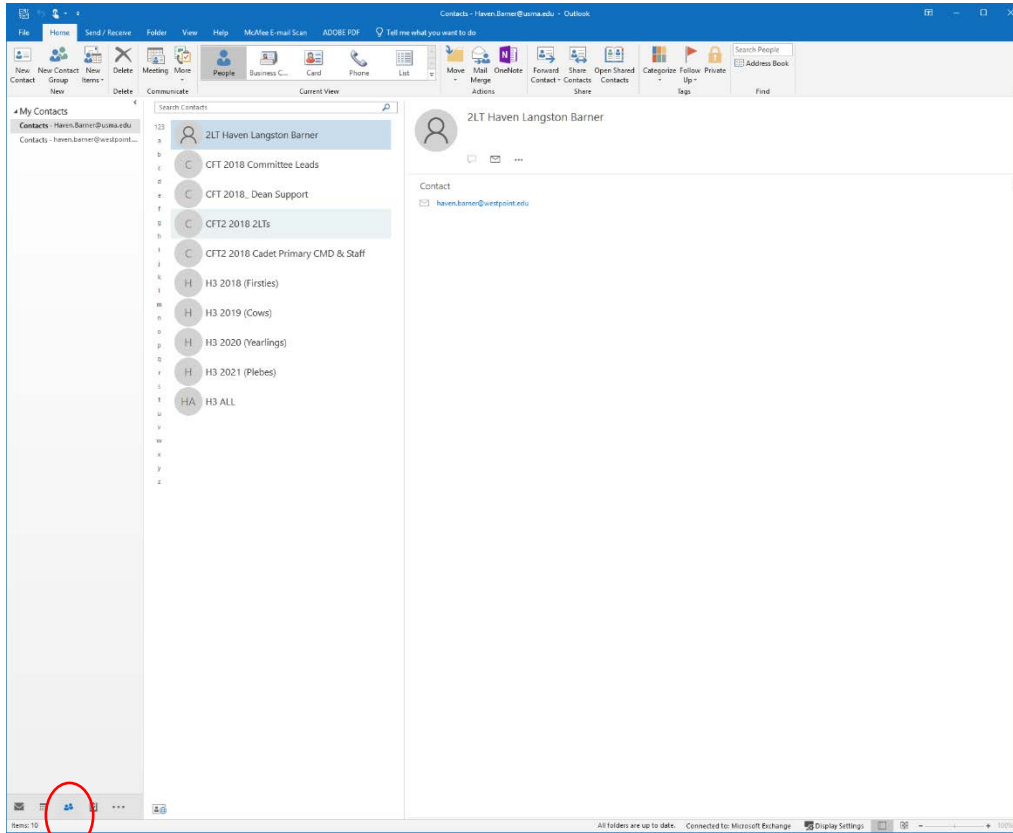 Contacts - Haven.Barner@usma.edu - Outlook
File Home Send / Receive Folder View Help McAfee E-mail Scan ADOBE PDF Tell me what you want to do
New Contact New Contact Group New Items Delete Meeting More People Business C... Card Phone List Move Mail Merge OneNote Forward Contact Share Contacts Open Shared Contacts Categorize Follow Up Private Search People Address Book
New Delete Communicate Current View Actions Share Tags Find
My Contacts
Contacts - Haven.Barner@usma.edu
Contacts - haven.barner@westpoint....
Search Contacts
123
a
b
c
d
e
f
g
h
i
j
k
l
m
n
o
p
q
r
s
t
u
v
w
x
y
z
2LT Haven Langston Barner
C CFT 2018 Committee Leads
C CFT 2018_ Dean Support
C CFT2 2018 2LTs
C CFT2 2018 Cadet Primary CMD & Staff
H H3 2018 (Firsties)
H H3 2019 (Cows)
H H3 2020 (Yearlings)
H H3 2021 (Plebes)
HA H3 ALL
2LT Haven Langston Barner
Contact
haven.barner@westpoint.edu
Items: 10 All folders are up to date. Connected to: Microsoft Exchange Display Settings 100%